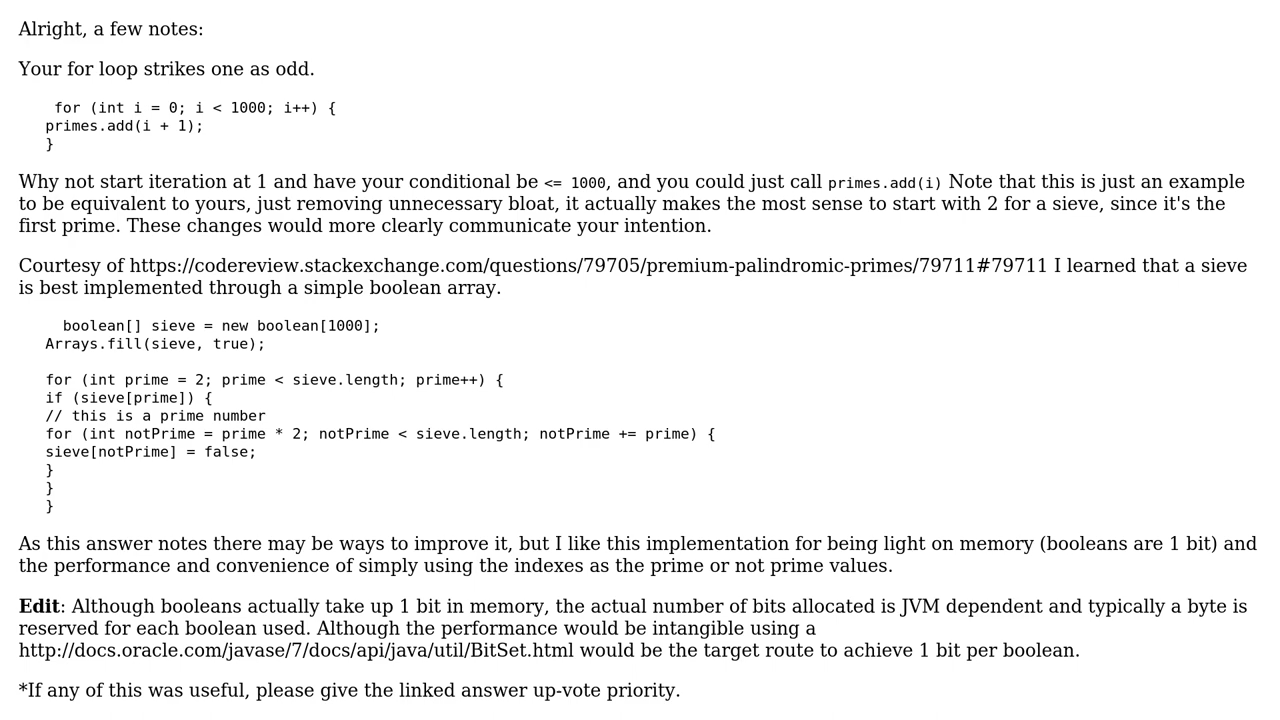 Alright, a few notes:
Your for loop strikes one as odd.
for (int i = 0; i < 1000; i++) {
primes.add(i + 1);
}
Why not start iteration at 1 and have your conditional be <= 1000, and you could just call primes.add(i) Note that this is just an example
to be equivalent to yours, just removing unnecessary bloat, it actually makes the most sense to start with 2 for a sieve, since it's the
first prime. These changes would more clearly communicate your intention.
Courtesy of https://codereview.stackexchange.com/questions/79705/premium-palindromic-primes/79711#79711 I learned that a sieve
is best implemented through a simple boolean array.
boolean[] sieve = new boolean[1000];
Arrays.fill(sieve, true);
for (int prime = 2; prime < sieve.length; prime++) {
if (sieve[prime]) {
// this is a prime number
for (int notPrime = prime * 2; notPrime < sieve.length; notPrime += prime) {
sieve[notPrime] = false;
}
}
}
As this answer notes there may be ways to improve it, but I like this implementation for being light on memory (booleans are 1 bit) and
the performance and convenience of simply using the indexes as the prime or not prime values.
Edit: Although booleans actually take up 1 bit in memory, the actual number of bits allocated is JVM dependent and typically a byte is
reserved for each boolean used. Although the performance would be intangible using a
http://docs.oracle.com/javase/7/docs/api/java/util/BitSet.html would be the target route to achieve 1 bit per boolean.
*If any of this was useful, please give the linked answer up-vote priority.